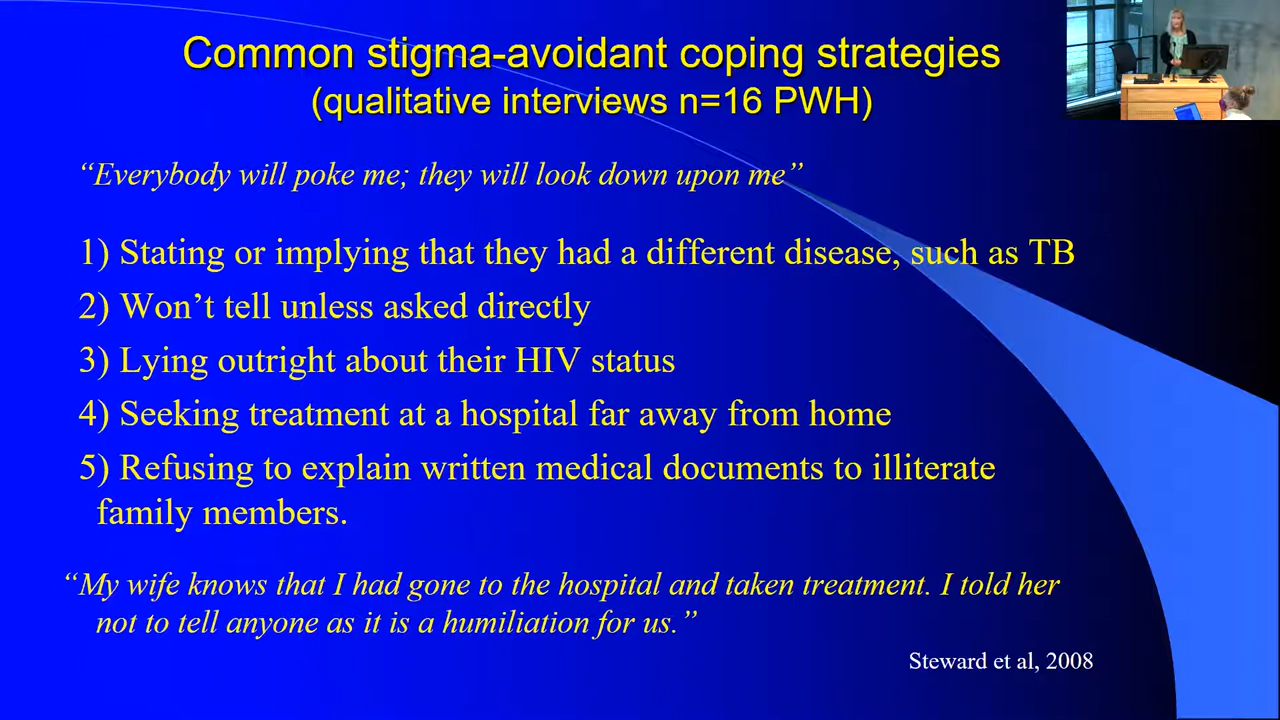 Common stigma-avoidant coping strategies
(qualitative interviews n=16 PWH)
“Everybody will poke me; they will look down upon me”
1) Stating or implying that they had a different disease, such as TB
2) Won’t tell unless asked directly
3) Lying outright about their HIV status
4) Seeking treatment at a hospital far away from home
5) Refusing to explain written medical documents to illiterate
family members.
“My wife knows that I had gone to the hospital and taken treatment. I told her
not to tell anyone as it is a humiliation for us.”
Steward et al, 2008